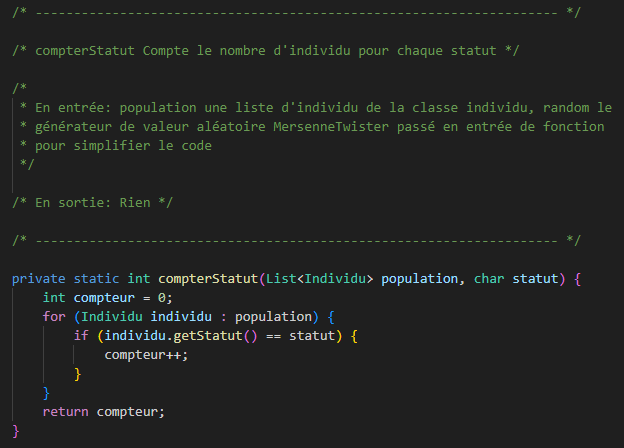 /* -------------------------------------------------------------------- */
/* compterStatut Compte le nombre d'individu pour chaque statut */
/*
* En entrée: population une liste d'individu de la classe individu, random le
* générateur de valeur aléatoire MersenneTwister passé en entrée de fonction
* pour simplifier le code
*/
/* En sortie: Rien */
/* -------------------------------------------------------------------- */
private static int compterStatut(List<Individu> population, char statut) {
int compteur = 0;
for (Individu individu : population) {
if (individu.getStatut() == statut) {
compteur++;
}
}
return compteur;
}